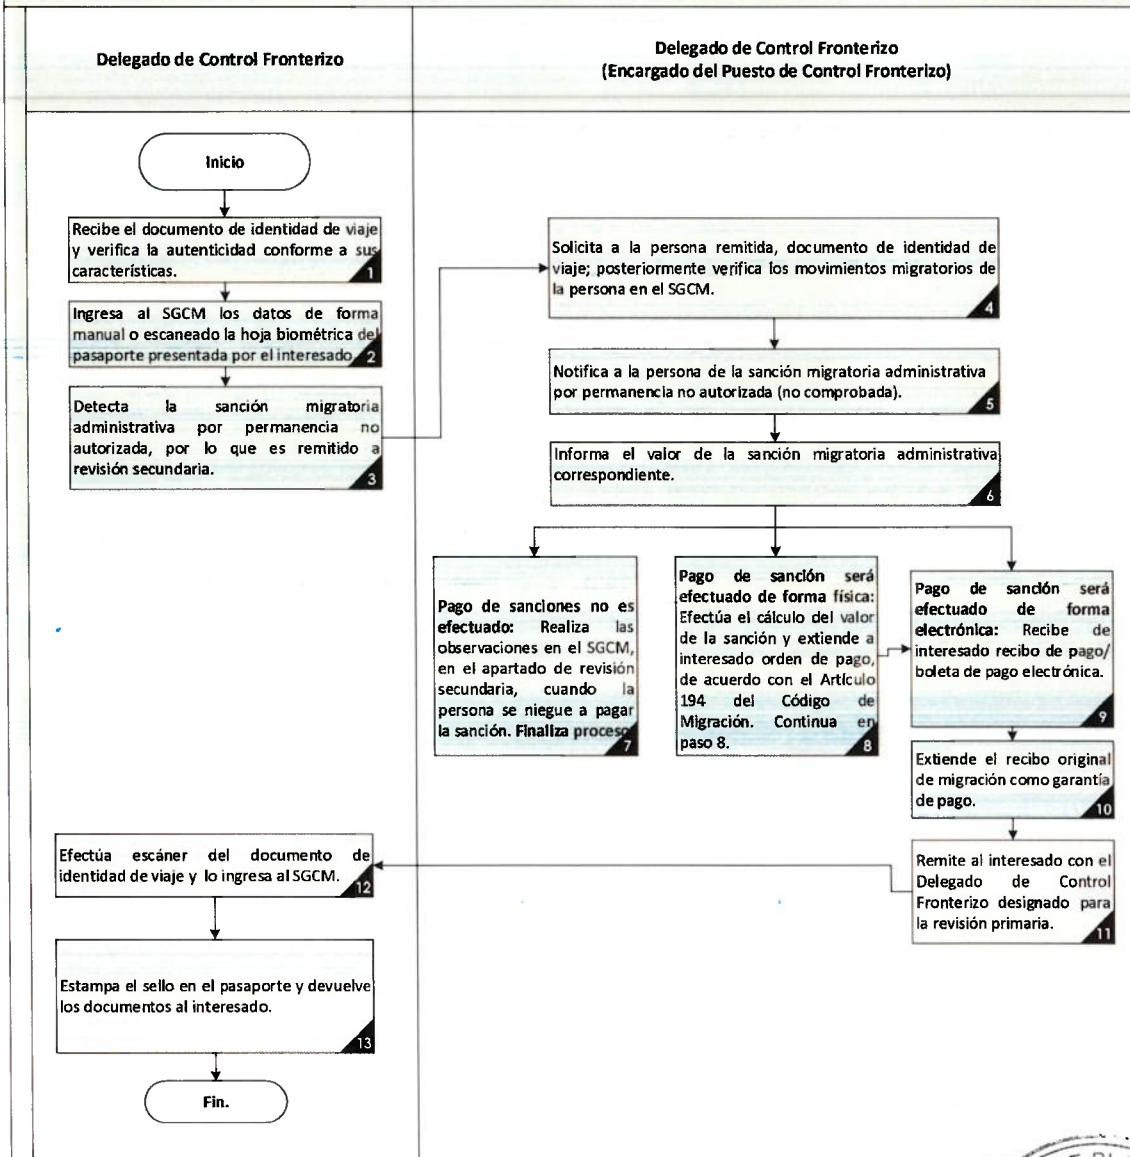 Delegado de Control Fronterizo
Delegado de Control Fronterizo
(Encargado del Puesto de Control Fronterizo)
Inicio
Recibe el documento de identidad de viaje
y verifica la autenticidad conforme a sus
características.
1
Ingresa al SGCM los datos de forma
manual o escaneado la hoja biométrica del
pasaporte presentada por el interesado
2
Detecta la sanción migratoria
administrativa por permanencia no
autorizada, por lo que es remitido a
revisión secundaria.
3
Solicita a la persona remitida, documento de identidad de
viaje; posteriormente verifica los movimientos migratorios de
la persona en el SGCM.
4
Notifica a la persona de la sanción migratoria administrativa
por permanencia no autorizada (no comprobada).
5
Informa el valor de la sanción migratoria administrativa
correspondiente.
6
Pago de sanciones no es
efectuado: Realiza las
observaciones en el SGCM,
en el apartado de revisión
secundaria, cuando la
persona se niegue a pagar
la sanción. Finaliza proceso
7
Pago de sanción será
efectuado de forma física:
Efectúa el cálculo del valor
de la sanción y extiende a
interesado orden de pago,
de acuerdo con el Artículo
194 del Código de
Migración. Continua en
paso 8.
8
Pago de sanción será
efectuado de forma
electrónica: Recibe de
interesado recibo de pago/
boleta de pago electrónica.
9
Extiende el recibo original
de migración como garantía
de pago.
10
Remite al interesado con el
Delegado de Control
Fronterizo designado para
la revisión primaria.
11
Efectúa escáner del documento de
identidad de viaje y lo ingresa al SGCM.
12
Estampa el sello en el pasaporte y devuelve
los documentos al interesado.
13
Fin.